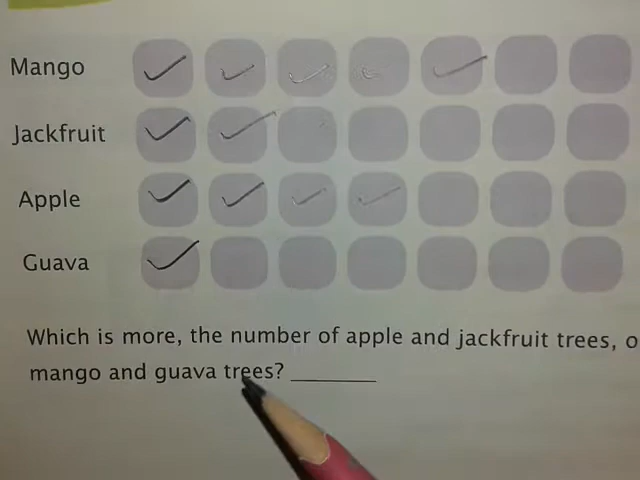 Mango
Jackfruit
Apple
Guava
Which is more, the number of apple and jackfruit trees, o
mango and guava trees? ________